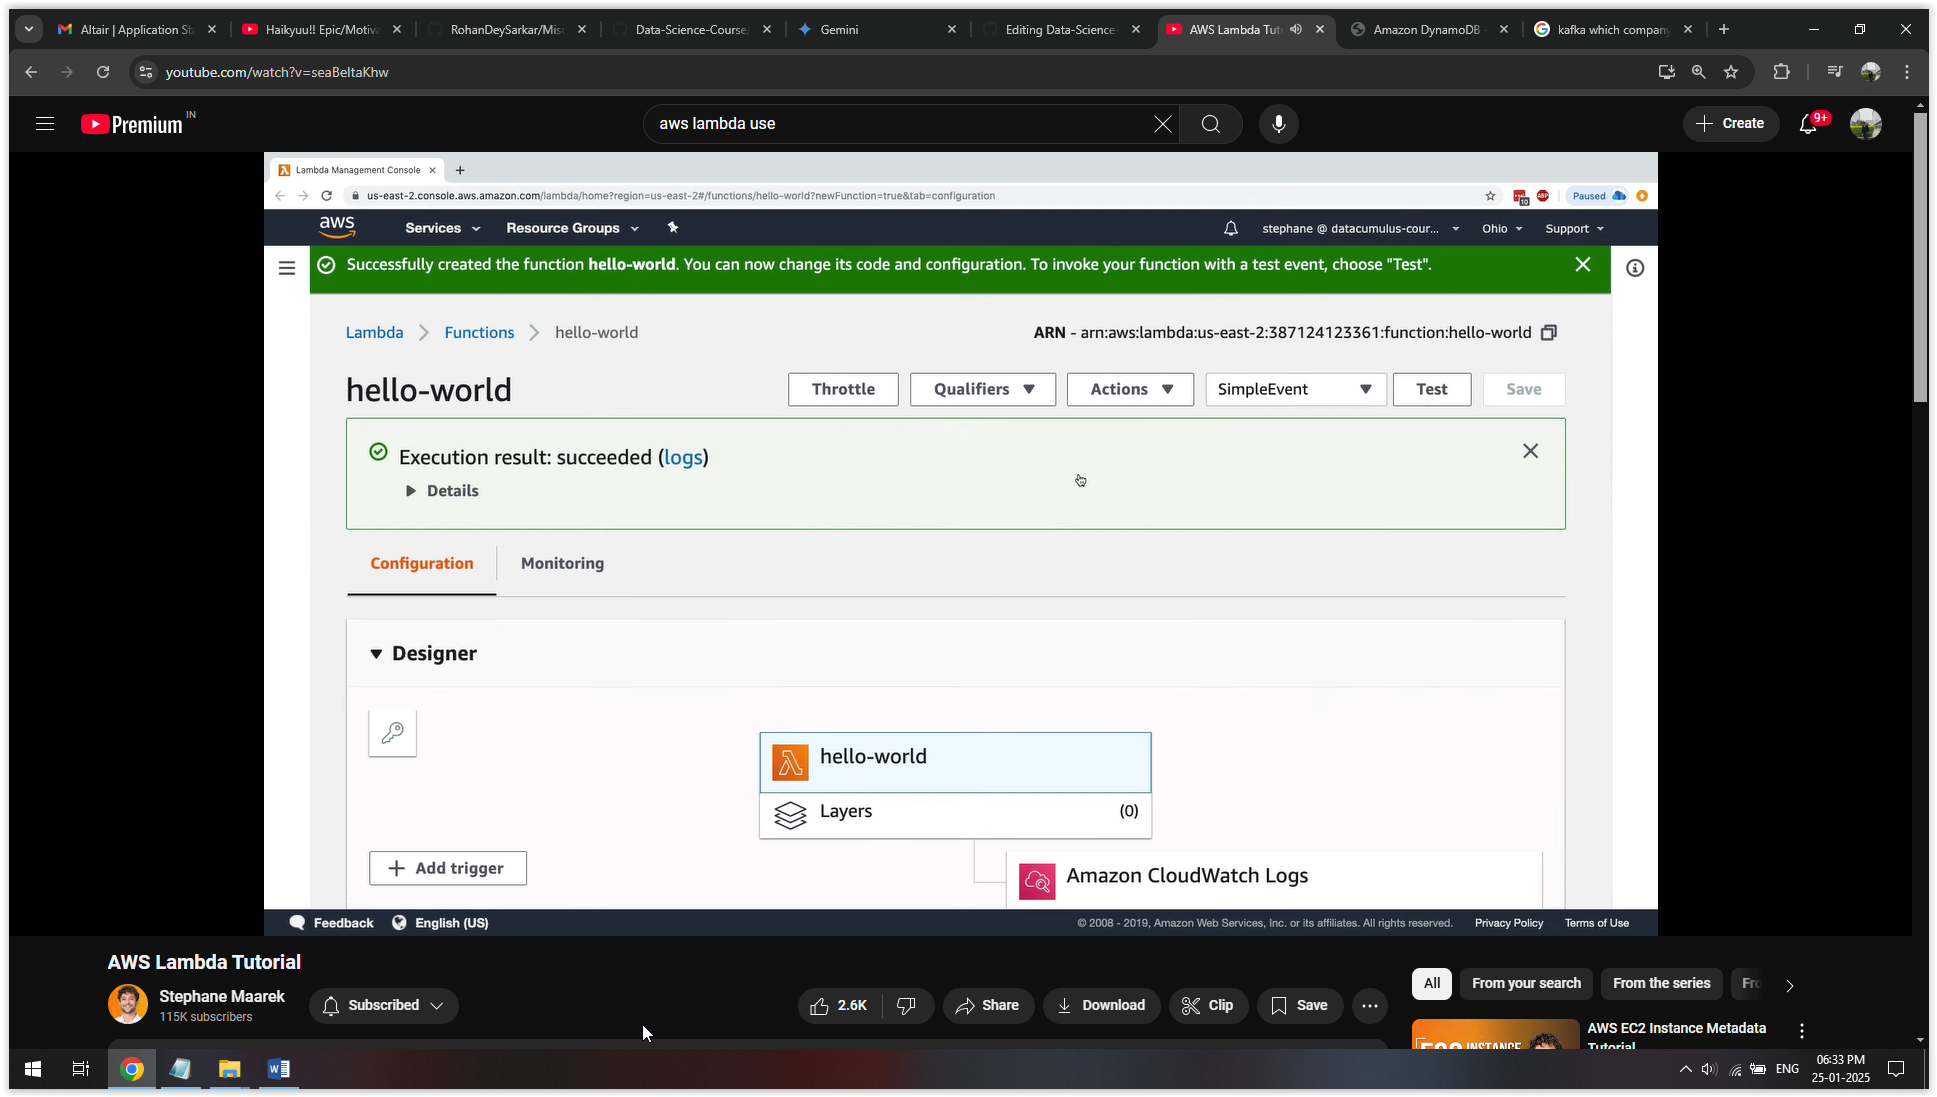 Altair | Application St
Haikyuu!! Epic/Motiva
RohanDeySarkar/Misc
Data-Science-Course/
Gemini
Editing Data-Science-
AWS Lambda Tut
Amazon DynamoDB
kafka which company
youtube.com/watch?v=seaBeltaKhw
Premium IN
aws lambda use
Create
9+
Lambda Management Console
us-east-2.console.aws.amazon.com/lambda/home?region=us-east-2#/functions/hello-world?newFunction=true&tab=configuration
10
ABP
Paused
aws
Services
Resource Groups
stephane @ datacumulus-cour...
Ohio
Support
Successfully created the function hello-world. You can now change its code and configuration. To invoke your function with a test event, choose "Test".
Lambda
Functions
hello-world
ARN - arn:aws:lambda:us-east-2:387124123361:function:hello-world
hello-world
Throttle
Qualifiers
Actions
SimpleEvent
Test
Save
Execution result: succeeded (logs)
Details
Configuration
Monitoring
Designer
hello-world
Layers
(0)
Add trigger
Amazon CloudWatch Logs
Feedback
English (US)
© 2008 - 2019, Amazon Web Services, Inc. or its affiliates. All rights reserved.
Privacy Policy
Terms of Use
AWS Lambda Tutorial
Stephane Maarek
115K subscribers
Subscribed
2.6K
Share
Download
Clip
Save
All
From your search
From the series
Fro
AWS EC2 Instance Metadata
Tutorial
INSTANCE
ENG
06:33 PM
25-01-2025